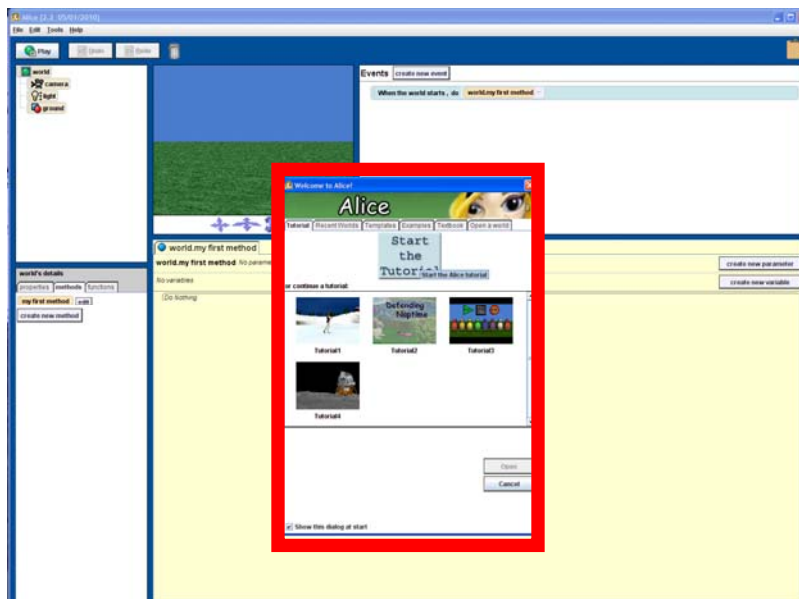 Alice (2.2 05/01/2010)
File Edit Tools Help
Play Undo Redo
world
camera
light
ground
Events create new event
When the world starts, do world.my first method
Welcome to Alice!
Alice
Tutorial Recent Worlds Templates Examples Textbook Open a world
Start
the
Tutorial
Start the Alice tutorial
or continue a tutorial:
Defending
Naptime
Tutorial1 Tutorial2 Tutorial3
Tutorial4
Open
Cancel
Show this dialog at start
world.my first method
world.my first method No
create new parameter
No variables
create new variable
(Do Nothing
world's details
properties methods functions
my first method edit
create new method